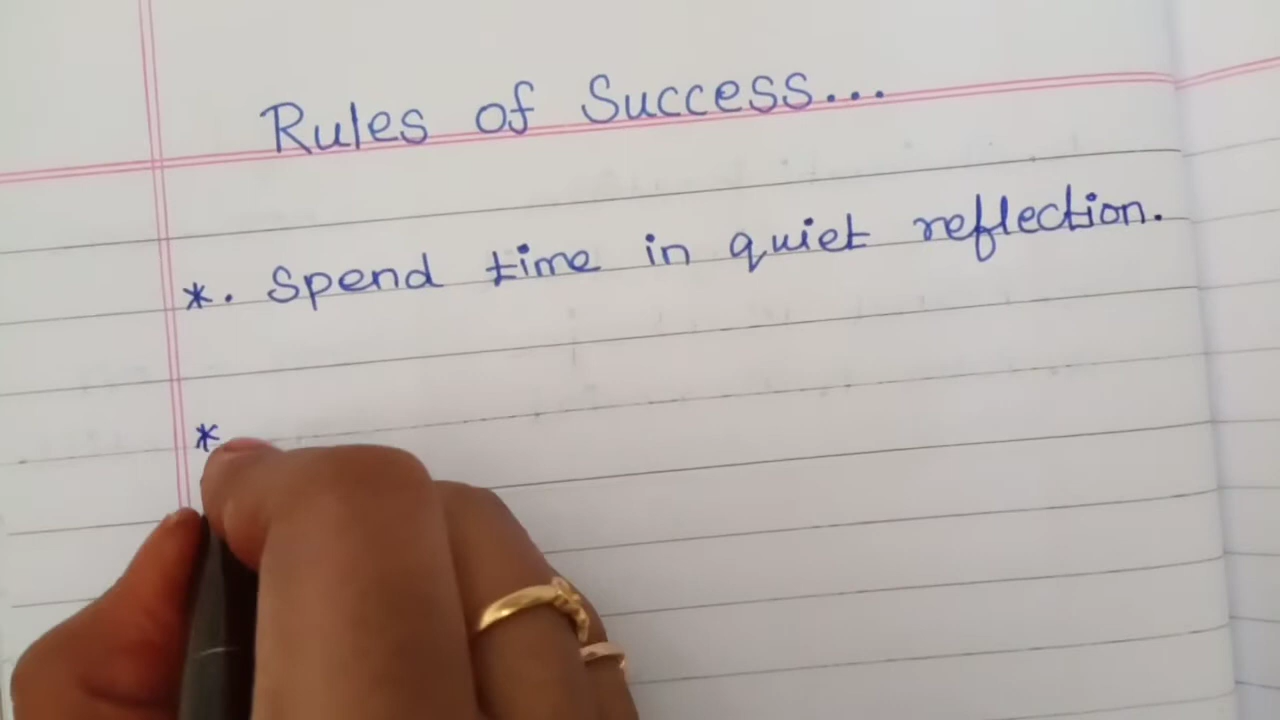 Rules of Success...
*. Spend time in quiet reflection.
*